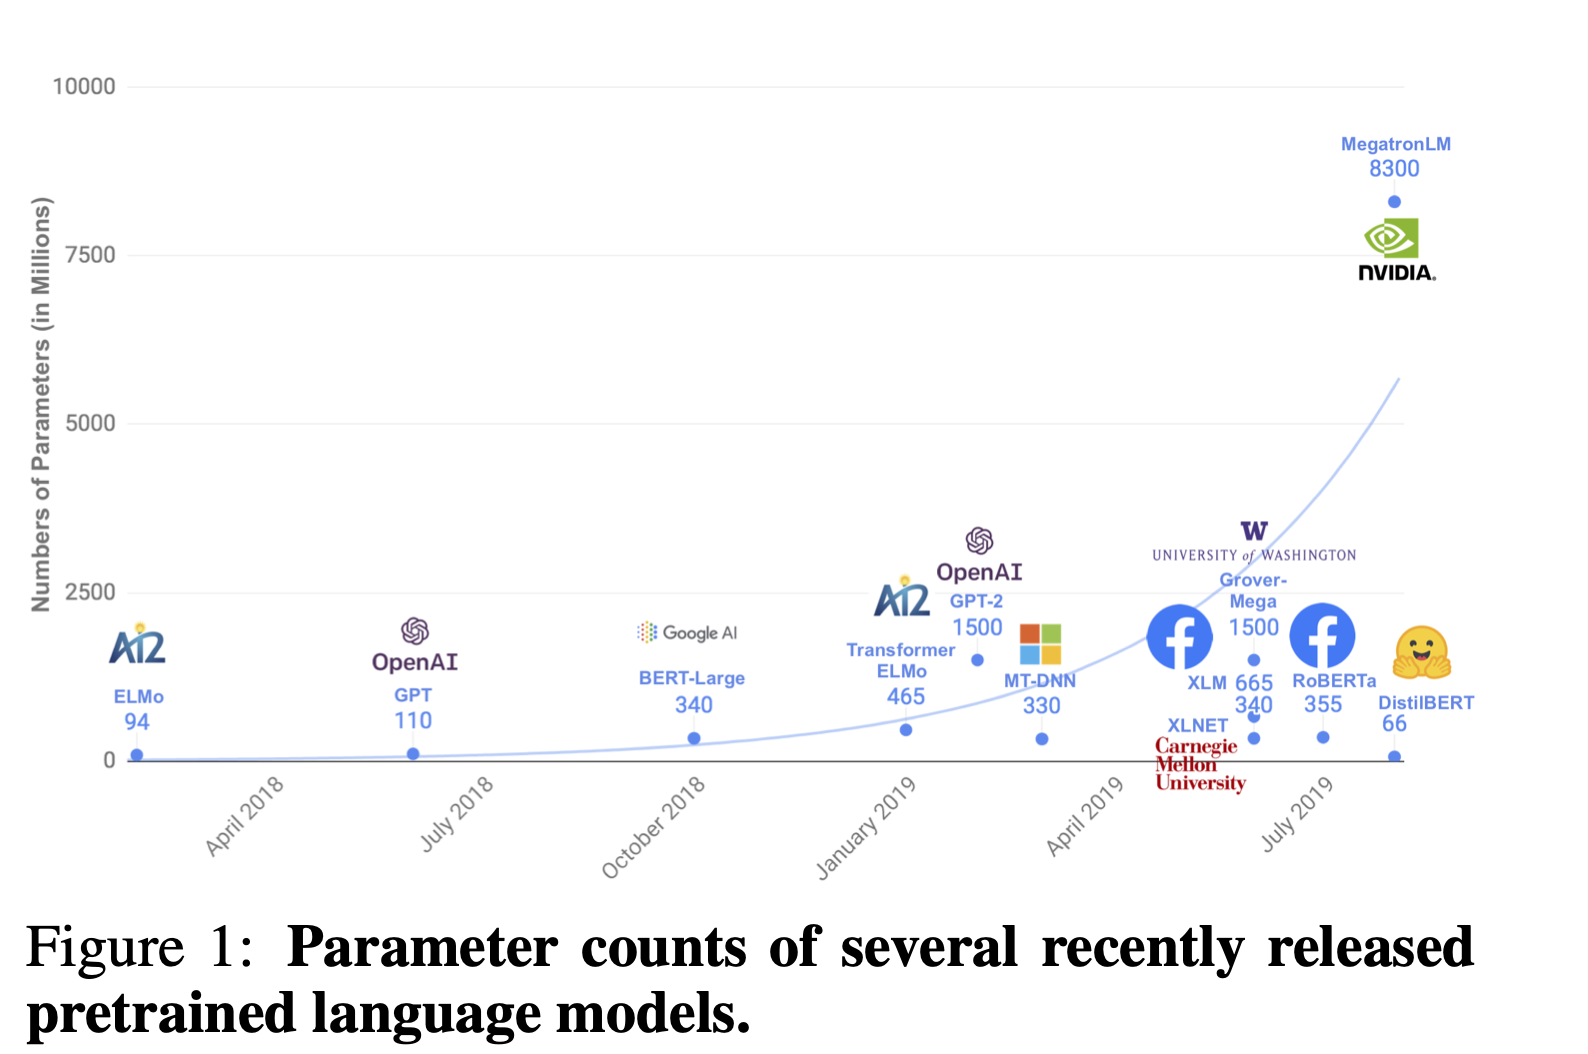 10000
MegatronLM
8300
7500
nVIDIA.
Numbers of Parameters (in Millions)
5000
2500
AI2
ELMo
94
OpenAI
GPT
110
Google AI
BERT-Large
340
AI2
Transformer
ELMo
465
OpenAI
GPT-2
1500
MT-DNN
330
W
UNIVERSITY of WASHINGTON
Grover-
Mega
1500
XLM 665
340
XLNET
Carnegie
Mellon
University
RoBERTa
355
DistilBERT
66
0
April 2018
July 2018
October 2018
January 2019
April 2019
July 2019
Figure 1: Parameter counts of several recently released
pretrained language models.